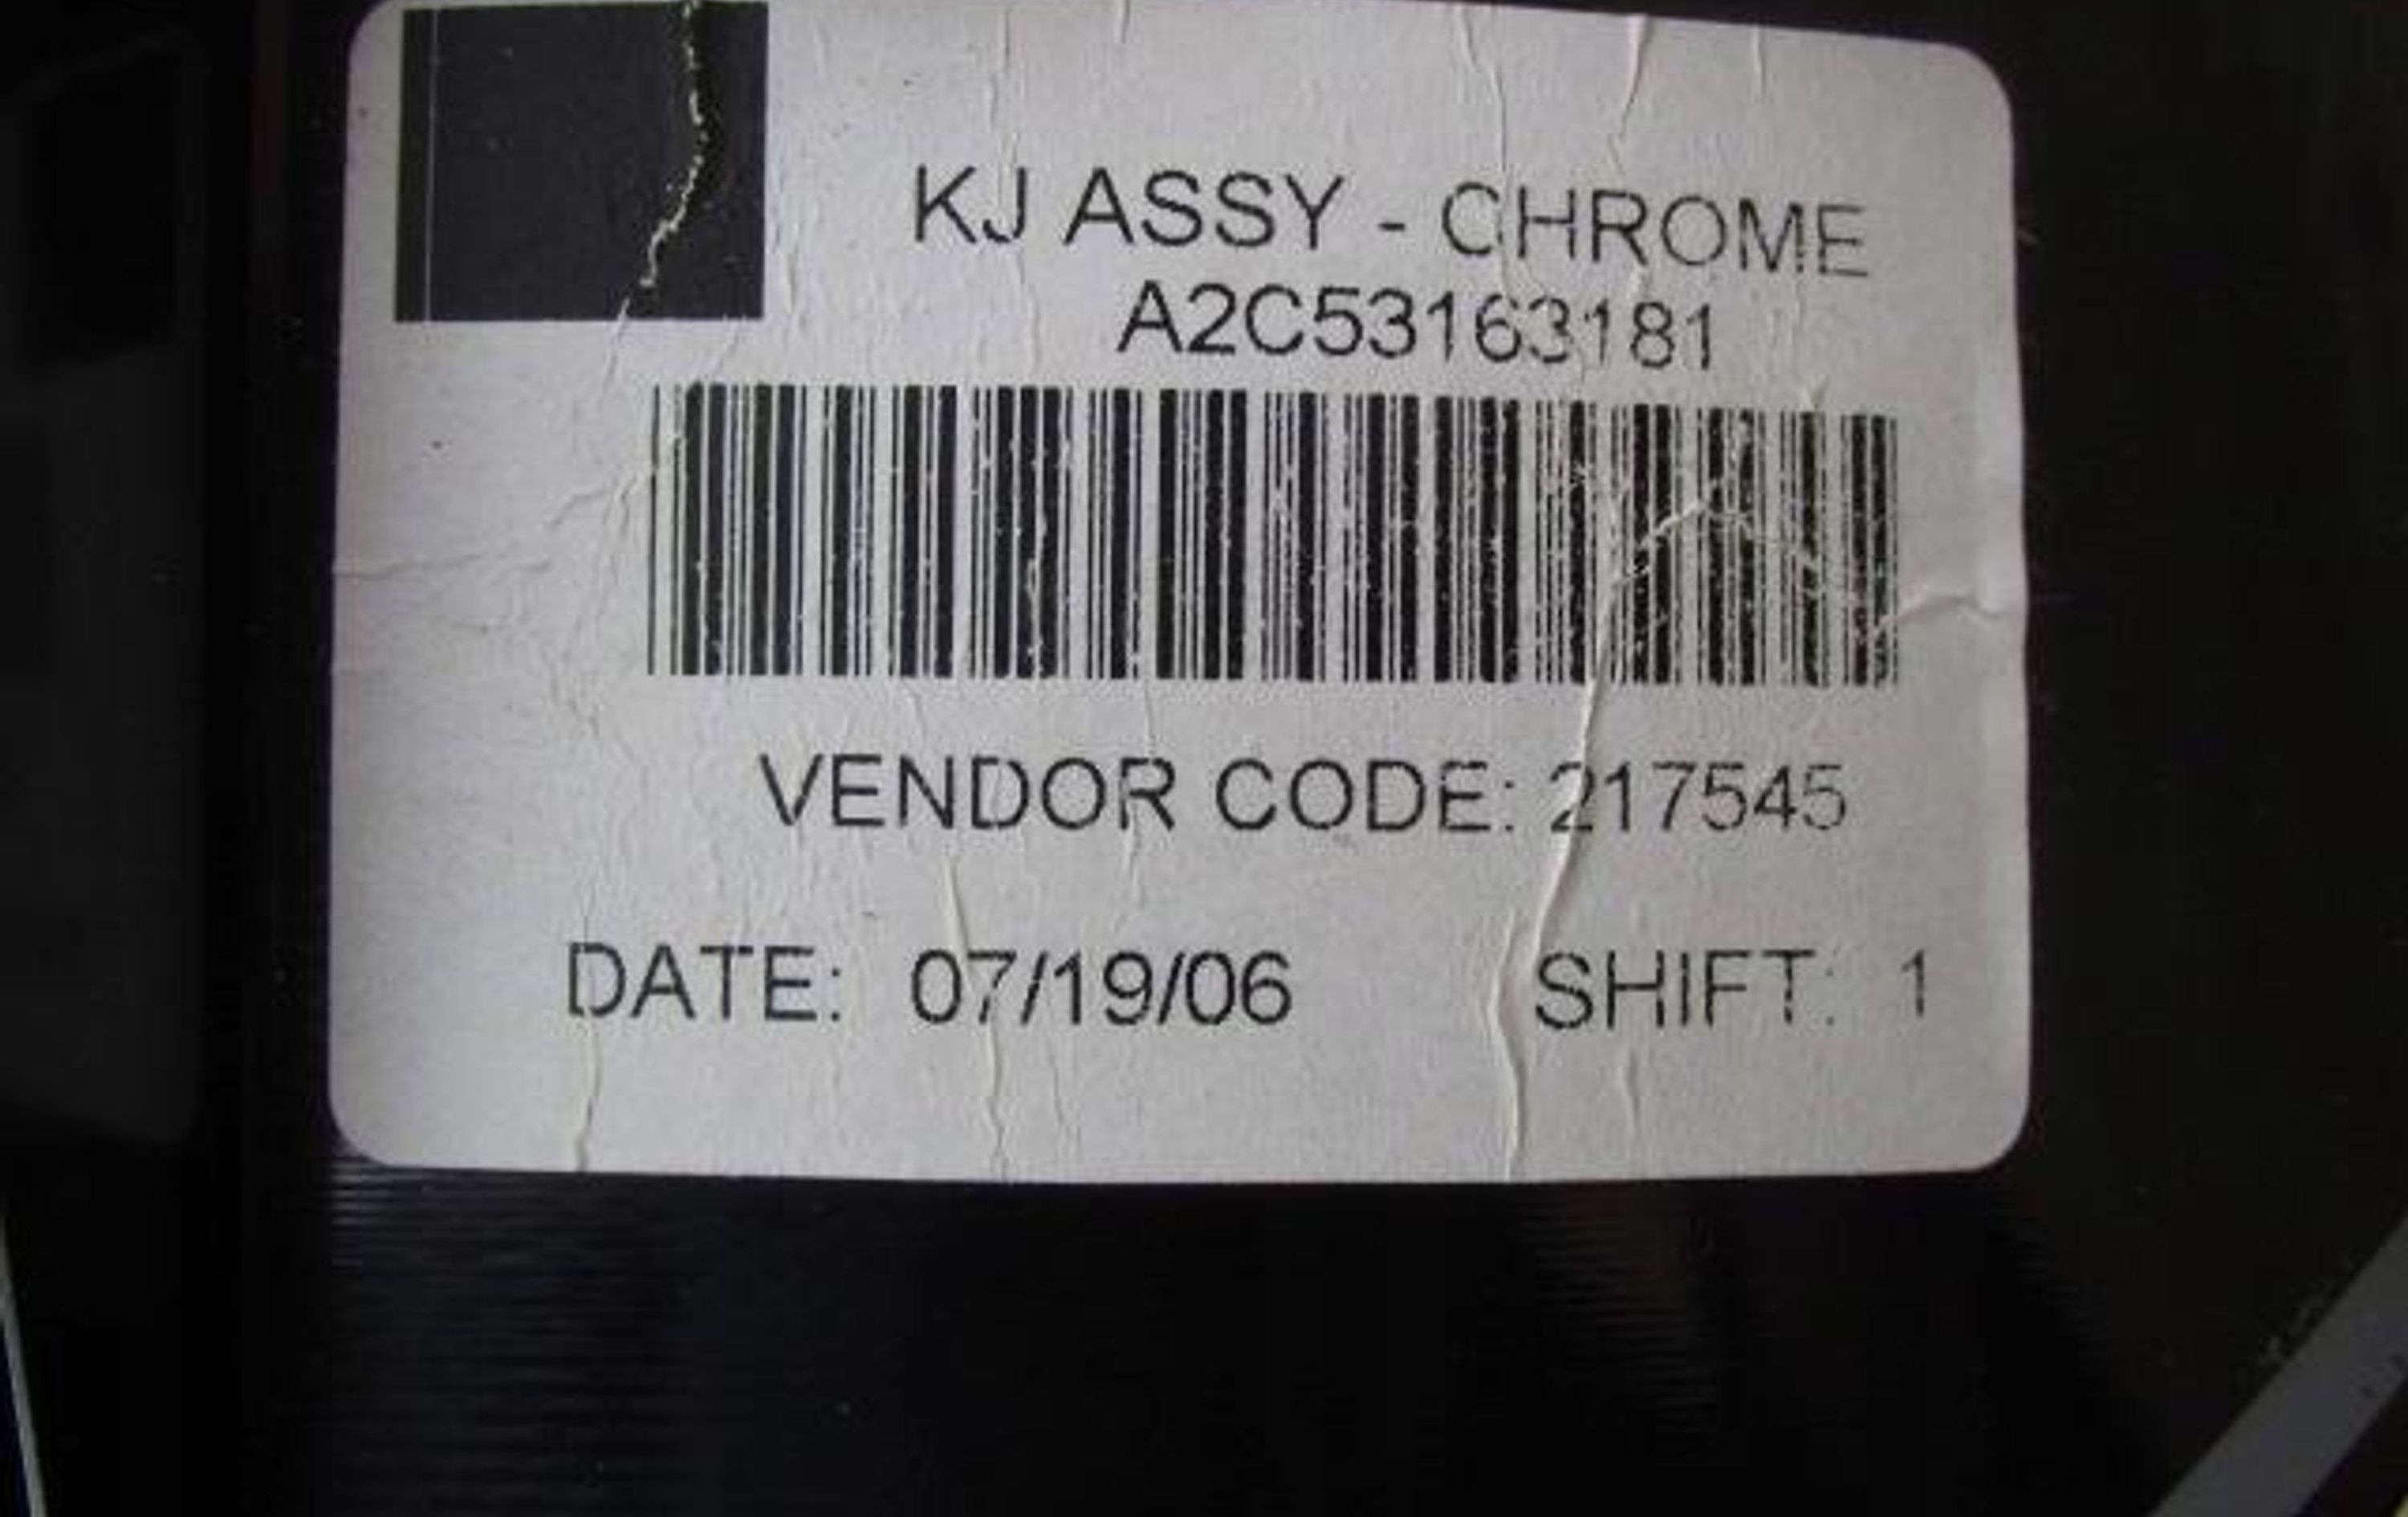 KJ ASSY - CHROME
A2C53163181
VENDOR CODE: 217545
DATE: 07/19/06 SHIFT: 1